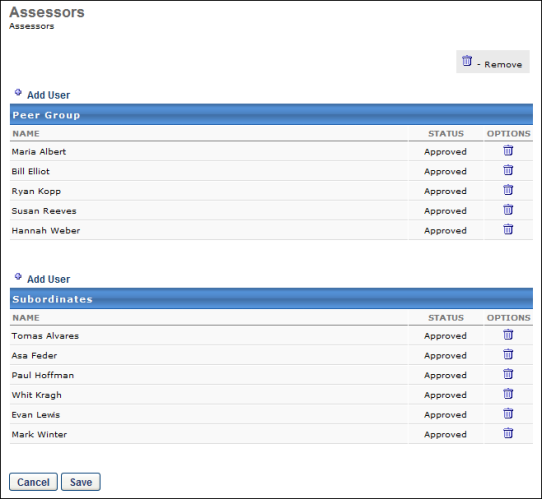 Assessors
Assessors
- Remove
Add User
Peer Group
NAME STATUS OPTIONS
Maria Albert Approved
Bill Elliot Approved
Ryan Kopp Approved
Susan Reeves Approved
Hannah Weber Approved
Add User
Subordinates
NAME STATUS OPTIONS
Tomas Alvares Approved
Asa Feder Approved
Paul Hoffman Approved
Whit Kragh Approved
Evan Lewis Approved
Mark Winter Approved
Cancel Save